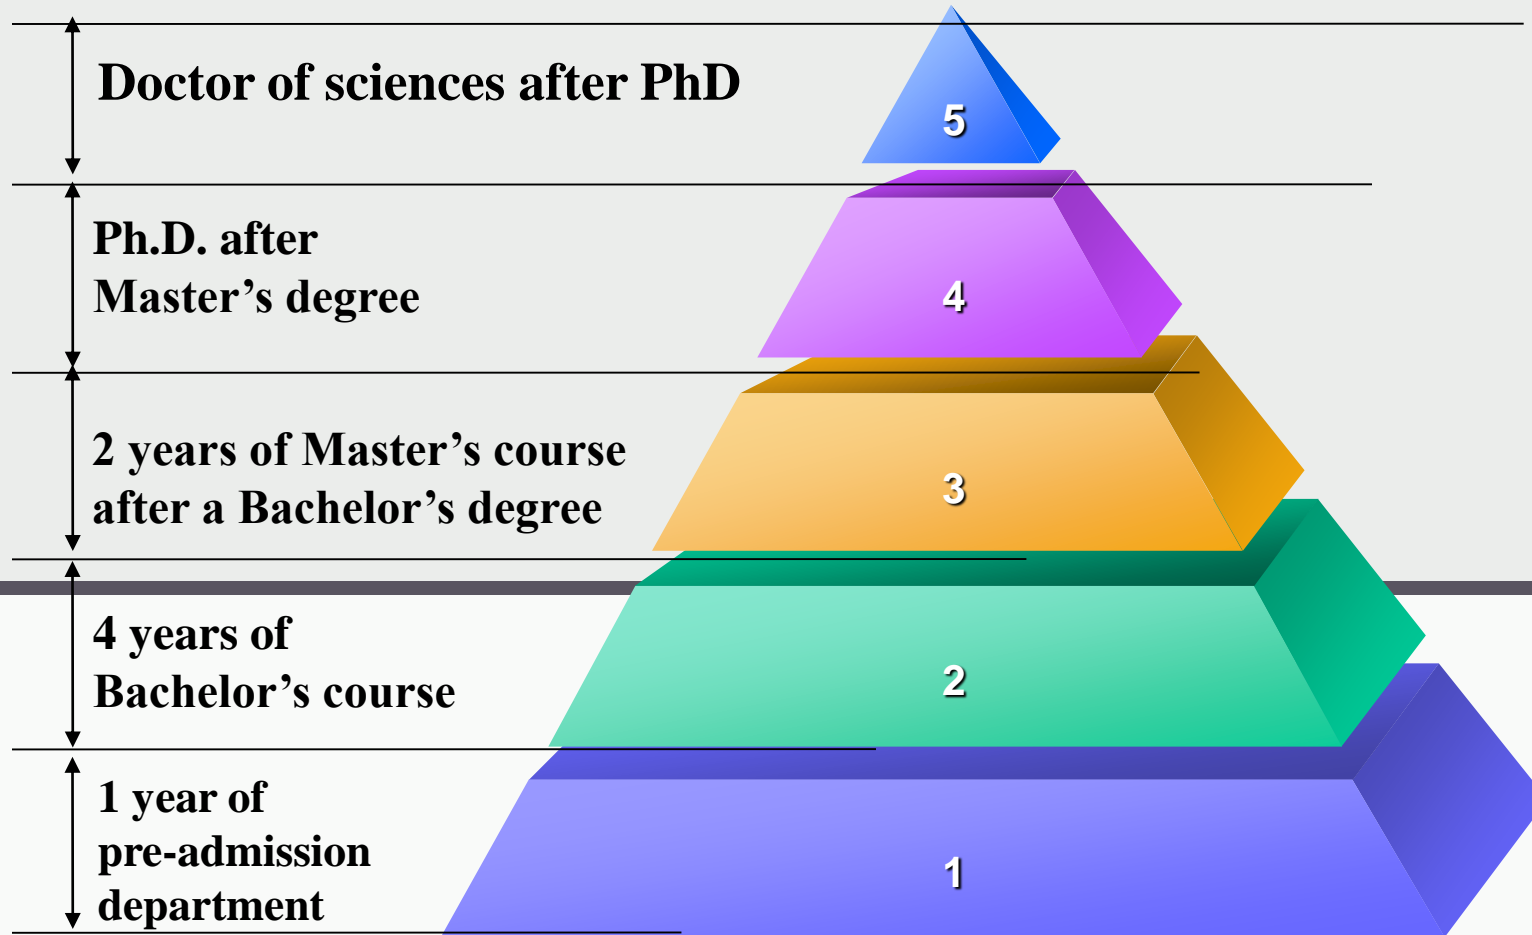 Doctor of sciences after PhD
5
Ph.D. after
Master’s degree
4
2 years of Master’s course
after a Bachelor’s degree
3
4 years of
Bachelor’s course
2
1 year of
pre-admission
department
1